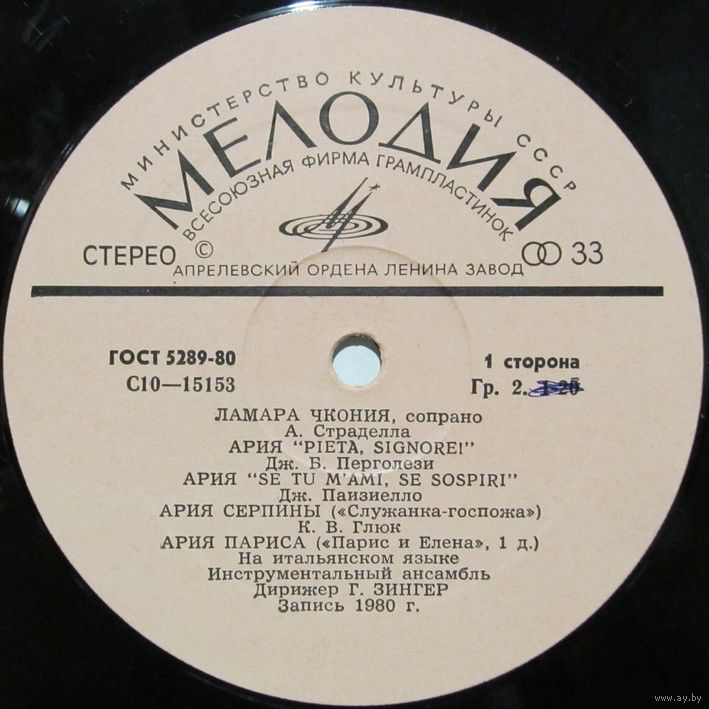 МИНИСТЕРСТВО КУЛЬТУРЫ СССР
МЕЛОДИЯ
ВСЕСОЮЗНАЯ ФИРМА ГРАМПЛАСТИНОК
СТЕРЕО © 33
АПРЕЛЕВСКИЙ ОРДЕНА ЛЕНИНА ЗАВОД
ГОСТ 5289-80 1 сторона
С10—15153 Гр. 2. 1-20
ЛАМАРА ЧКОНИЯ, сопрано
А. Страделла
АРИЯ "PIETA, SIGNORE!"
Дж. Б. Перголези
АРИЯ "SE TU M'AMI, SE SOSPIRI"
Дж. Паизиелло
АРИЯ СЕРПИНЫ («Служанка-госпожа»)
К. В. Глюк
АРИЯ ПАРИСА («Парис и Елена», 1 д.)
На итальянском языке
Инструментальный ансамбль
Дирижер Г. ЗИНГЕР
Запись 1980 г.
www.ay.by